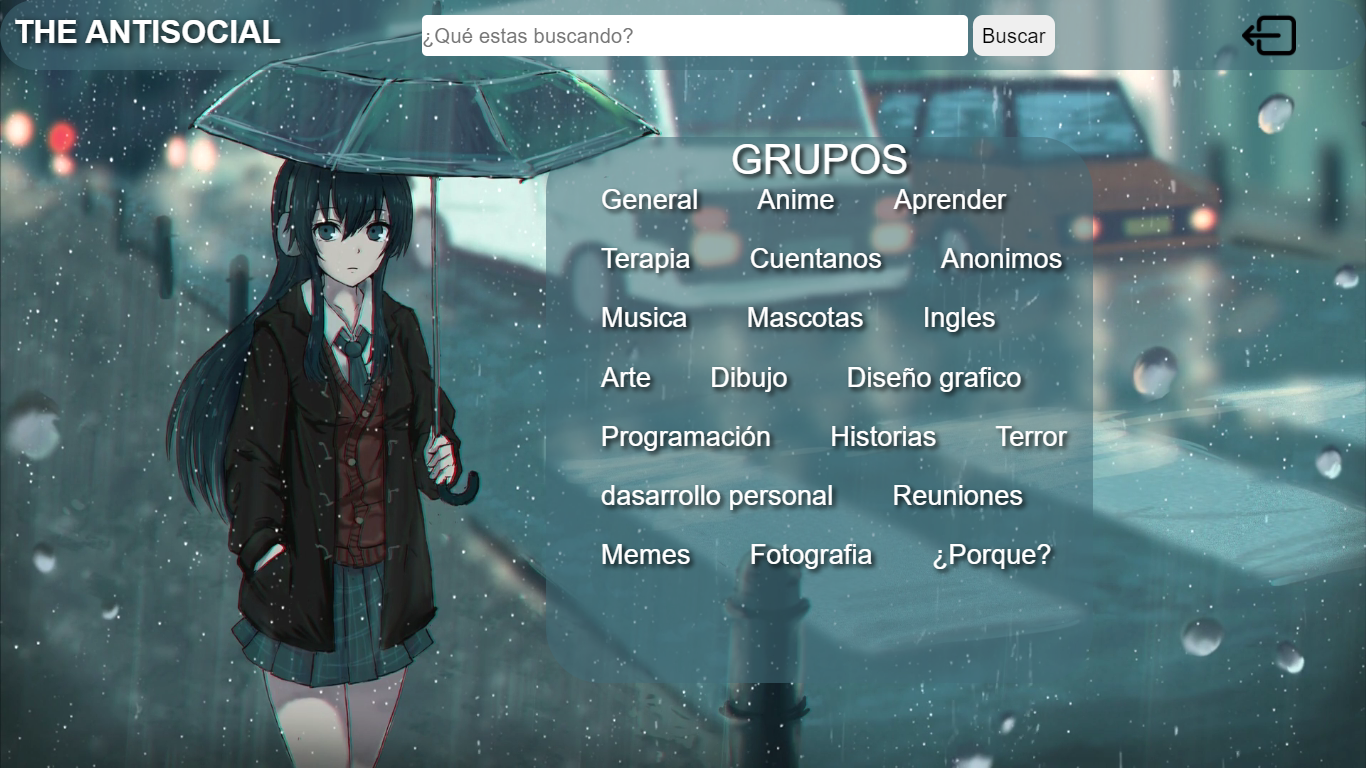 THE ANTISOCIAL ¿Qué estas buscando? Buscar
GRUPOS
General Anime Aprender
Terapia Cuentanos Anonimos
Musica Mascotas Ingles
Arte Dibujo Diseño grafico
Programación Historias Terror
dasarrollo personal Reuniones
Memes Fotografia ¿Porque?